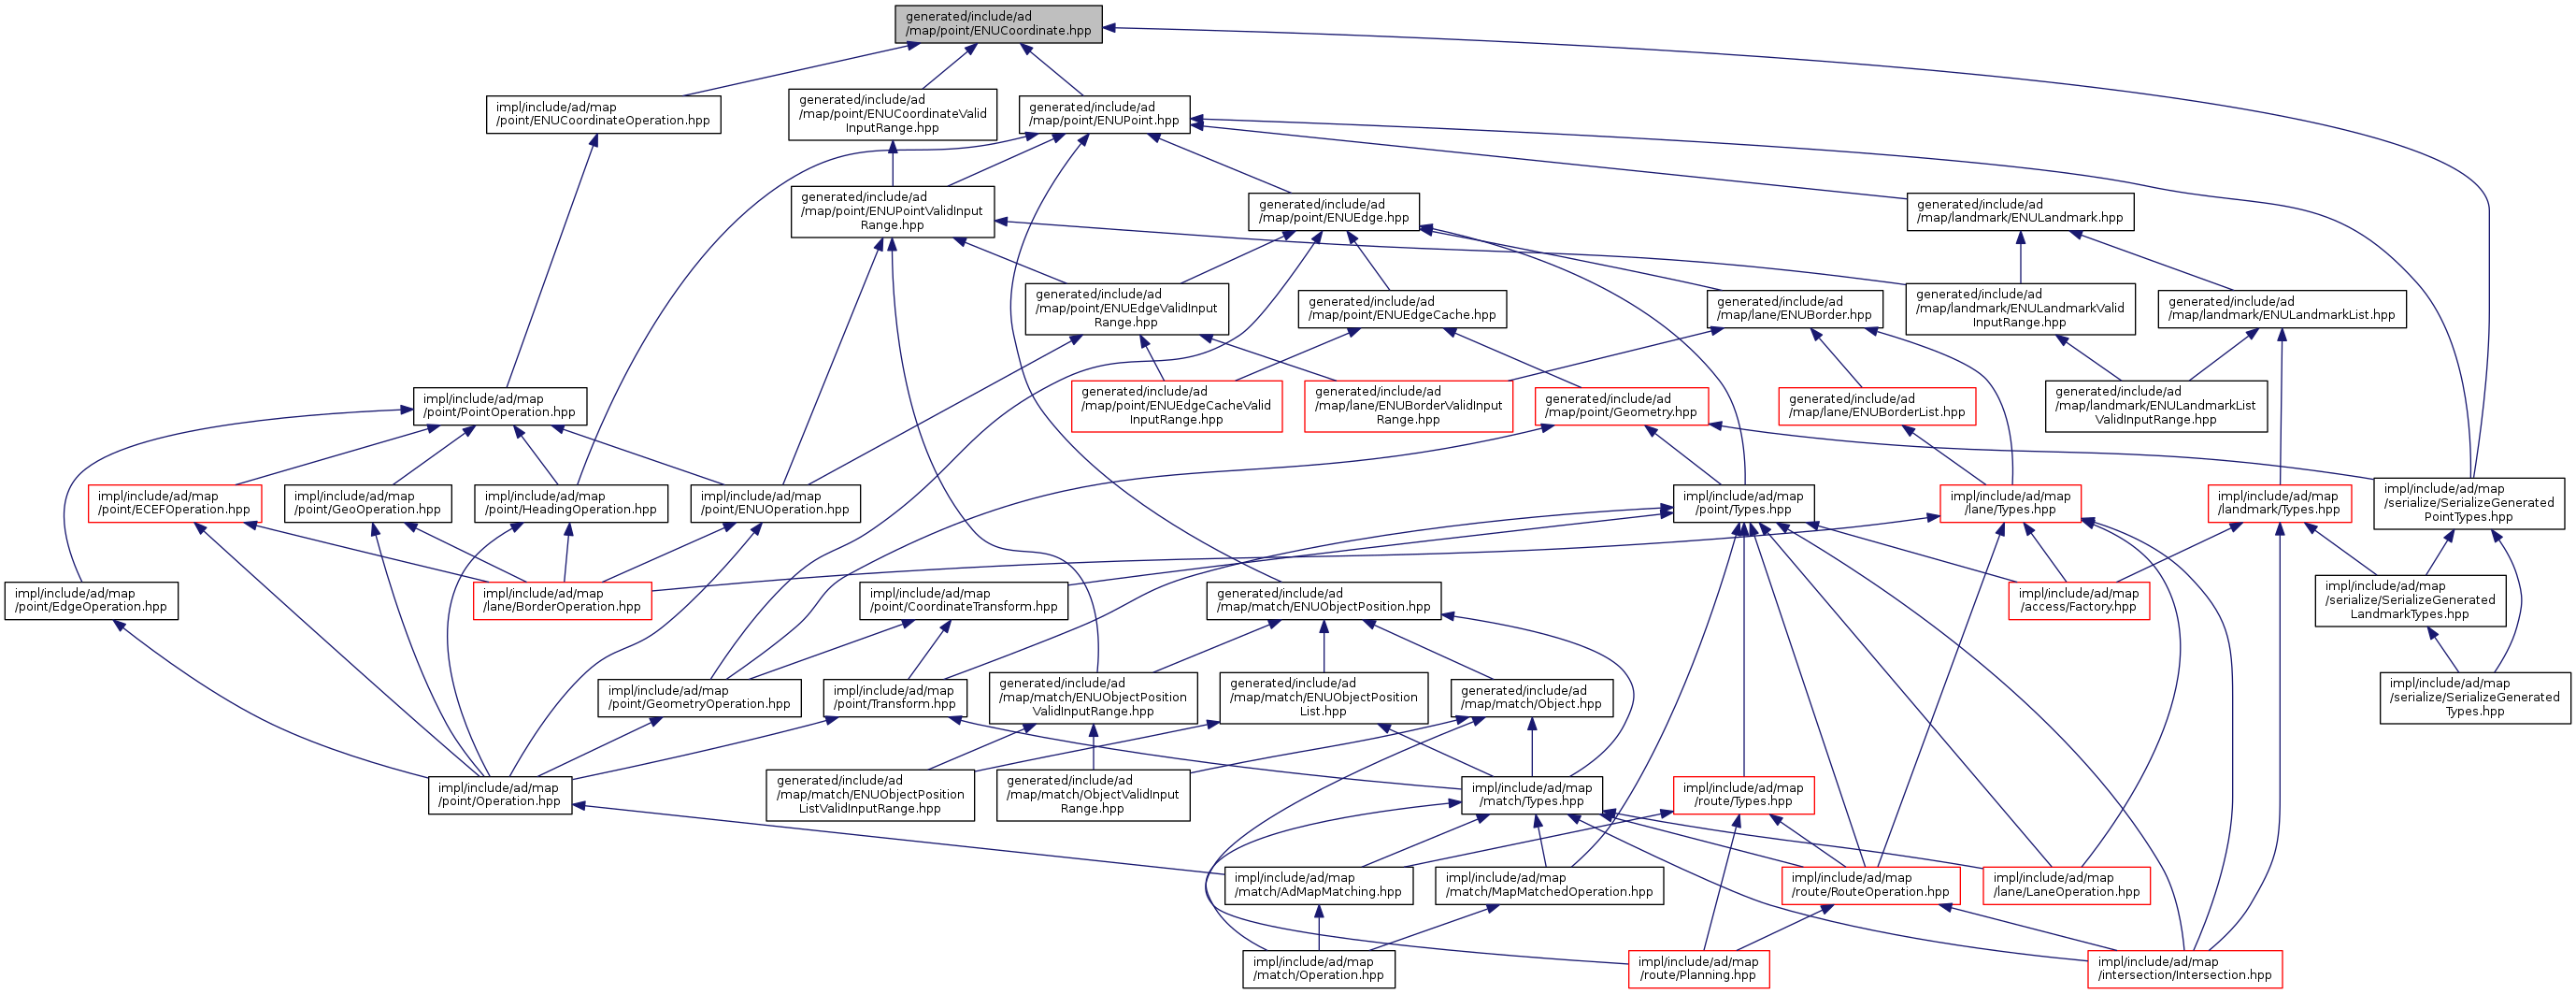 generated/include/ad
/map/point/ENUCoordinate.hpp
impl/include/ad/map
/point/ENUCoordinateOperation.hpp
generated/include/ad
/map/point/ENUCoordinateValid
InputRange.hpp
generated/include/ad
/map/point/ENUPoint.hpp
generated/include/ad
/map/point/ENUPointValidInput
Range.hpp
generated/include/ad
/map/point/ENUEdge.hpp
generated/include/ad
/map/landmark/ENULandmark.hpp
generated/include/ad
/map/point/ENUEdgeValidInput
Range.hpp
generated/include/ad
/map/point/ENUEdgeCache.hpp
generated/include/ad
/map/lane/ENUBorder.hpp
generated/include/ad
/map/landmark/ENULandmarkValid
InputRange.hpp
generated/include/ad
/map/landmark/ENULandmarkList.hpp
impl/include/ad/map
/point/PointOperation.hpp
generated/include/ad
/map/point/ENUEdgeCacheValid
InputRange.hpp
generated/include/ad
/map/lane/ENUBorderValidInput
Range.hpp
generated/include/ad
/map/point/Geometry.hpp
generated/include/ad
/map/lane/ENUBorderList.hpp
generated/include/ad
/map/landmark/ENULandmarkList
ValidInputRange.hpp
impl/include/ad/map
/point/ECEFOperation.hpp
impl/include/ad/map
/point/GeoOperation.hpp
impl/include/ad/map
/point/HeadingOperation.hpp
impl/include/ad/map
/point/ENUOperation.hpp
impl/include/ad/map
/point/Types.hpp
impl/include/ad/map
/lane/Types.hpp
impl/include/ad/map
/landmark/Types.hpp
impl/include/ad/map
/serialize/SerializeGenerated
PointTypes.hpp
impl/include/ad/map
/point/EdgeOperation.hpp
impl/include/ad/map
/lane/BorderOperation.hpp
impl/include/ad/map
/point/CoordinateTransform.hpp
generated/include/ad
/map/match/ENUObjectPosition.hpp
impl/include/ad/map
/access/Factory.hpp
impl/include/ad/map
/serialize/SerializeGenerated
LandmarkTypes.hpp
impl/include/ad/map
/point/GeometryOperation.hpp
impl/include/ad/map
/point/Transform.hpp
generated/include/ad
/map/match/ENUObjectPosition
ValidInputRange.hpp
generated/include/ad
/map/match/ENUObjectPosition
List.hpp
generated/include/ad
/map/match/Object.hpp
impl/include/ad/map
/serialize/SerializeGenerated
Types.hpp
impl/include/ad/map
/point/Operation.hpp
generated/include/ad
/map/match/ENUObjectPosition
ListValidInputRange.hpp
generated/include/ad
/map/match/ObjectValidInput
Range.hpp
impl/include/ad/map
/match/Types.hpp
impl/include/ad/map
/route/Types.hpp
impl/include/ad/map
/match/AdMapMatching.hpp
impl/include/ad/map
/match/MapMatchedOperation.hpp
impl/include/ad/map
/route/RouteOperation.hpp
impl/include/ad/map
/lane/LaneOperation.hpp
impl/include/ad/map
/match/Operation.hpp
impl/include/ad/map
/route/Planning.hpp
impl/include/ad/map
/intersection/Intersection.hpp